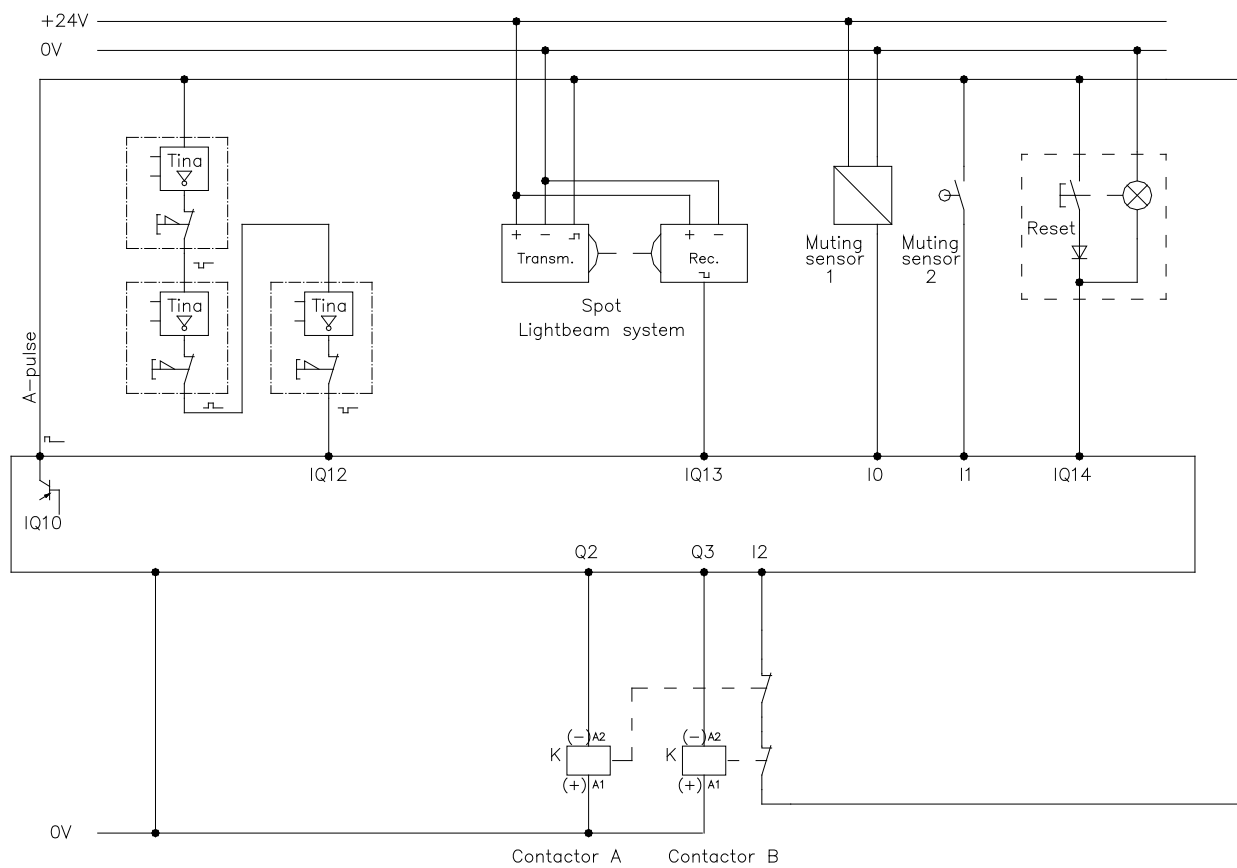 +24V
0V
Tina
Reset
Muting
sensor
1
Muting
sensor
2
+ − Transm.
+ − Rec.
Spot
Lightbeam system
Tina
Tina
A-pulse
IQ12
IQ13
I0
I1
IQ14
IQ10
Q2
Q3
I2
(−) A2
K
(+) A1
(−) A2
K
(+) A1
0V
Contactor A
Contactor B